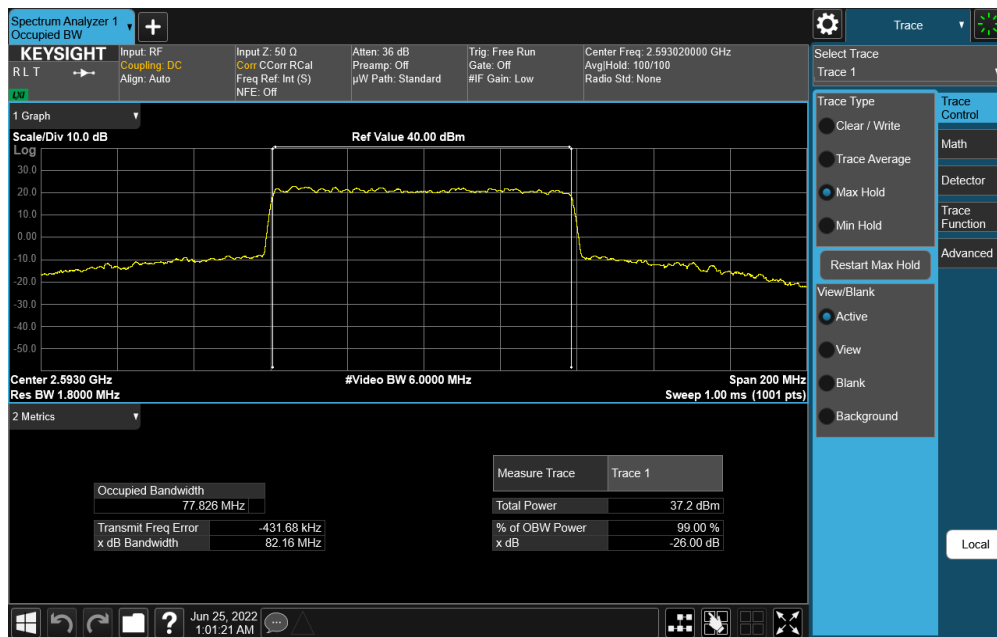 Spectrum Analyzer 1
Occupied BW
Trace
KEYSIGHT
R L T
LXI
Input: RF
Coupling: DC
Align: Auto
Input Z: 50 Ω
Corr CCorr RCal
Freq Ref: Int (S)
NFE: Off
Atten: 36 dB
Preamp: Off
µW Path: Standard
Trig: Free Run
Gate: Off
#IF Gain: Low
Center Freq: 2.593020000 GHz
Avg|Hold: 100/100
Radio Std: None
Select Trace
Trace 1
1 Graph
Scale/Div 10.0 dB
Ref Value 40.00 dBm
Log
30.0
20.0
10.0
0.00
-10.0
-20.0
-30.0
-40.0
-50.0
Center 2.5930 GHz
#Video BW 6.0000 MHz
Span 200 MHz
Res BW 1.8000 MHz
Sweep 1.00 ms (1001 pts)
Trace Type
Clear / Write
Trace Average
Max Hold
Min Hold
Restart Max Hold
View/Blank
Active
View
Blank
Background
Trace
Control
Math
Detector
Trace
Function
Advanced
Local
2 Metrics
Occupied Bandwidth
77.826 MHz
Transmit Freq Error -431.68 kHz
x dB Bandwidth 82.16 MHz
Measure Trace Trace 1
Total Power 37.2 dBm
% of OBW Power 99.00 %
x dB -26.00 dB
?
Jun 25, 2022
1:01:21 AM